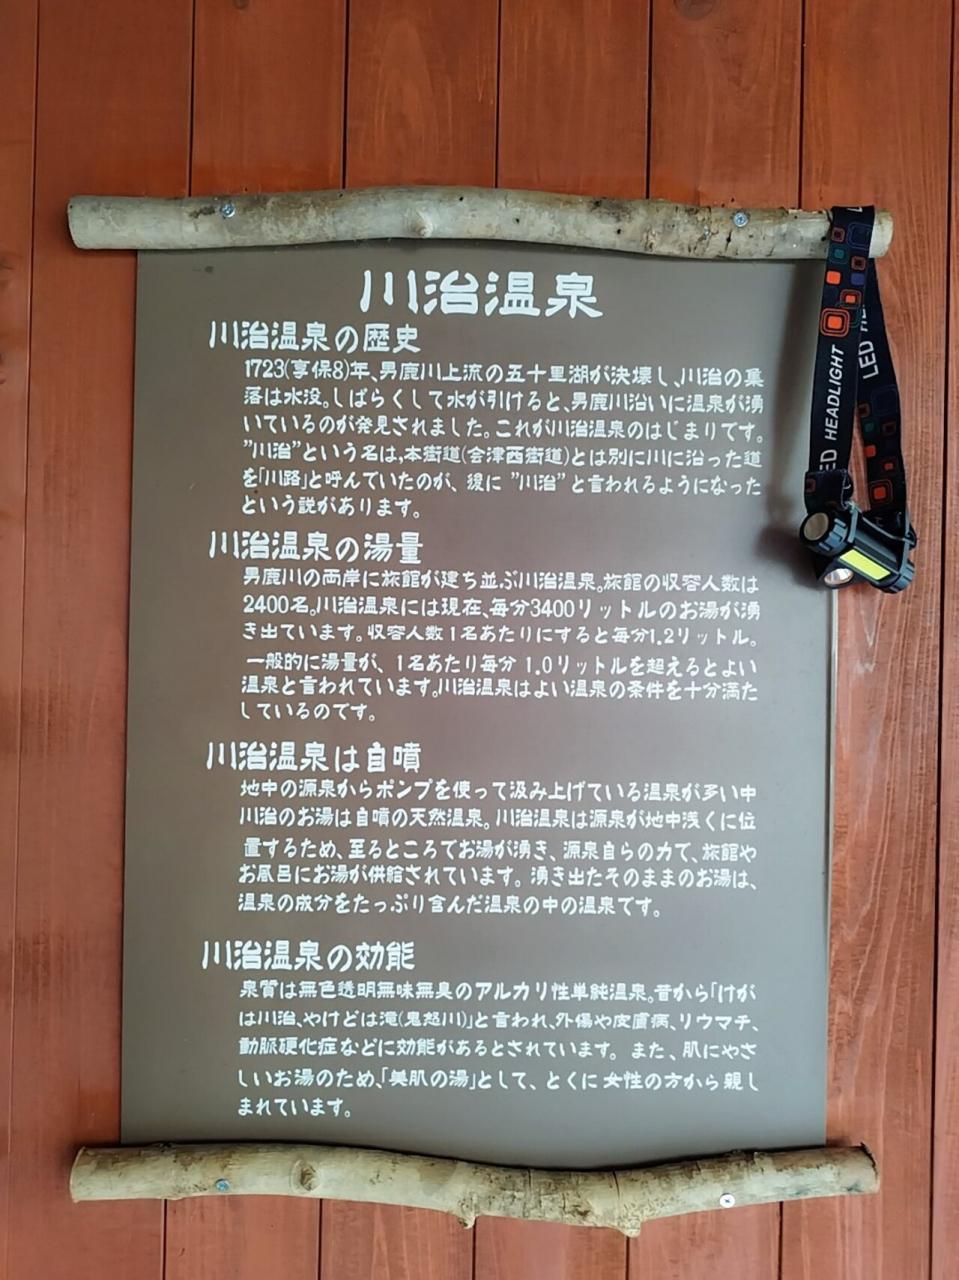 川治温泉
川治温泉の歴史
1723(享保8)年、男鹿川上流の五十里湖が決壊し、川治の集
落は水没。しばらくして水が引けると、男鹿川沿いに温泉が湧
いているのが発見されました。これが川治温泉のはじまりです。
"川治"という名は、本街道(会津西街道)とは別に川に沿った道
を「川路」と呼んでいたのが、後に "川治" と言われるようになった
という説があります。
川治温泉の湯量
男鹿川の両岸に旅館が建ち並ぶ川治温泉。旅館の収容人数は
2400名。川治温泉には現在、毎分3400リットルのお湯が湧
き出ています。収容人数1名あたりにすると毎分1.2リットル。
一般的に湯量が、1名あたり毎分 1.0リットルを超えるとよい
温泉と言われています。川治温泉はよい温泉の条件を十分満た
しているのです。
川治温泉は自噴
地中の源泉からポンプを使って汲み上げている温泉が多い中
川治のお湯は自噴の天然温泉。川治温泉は源泉が地中浅くに位
置するため、至るところでお湯が湧き、源泉自らの力で、旅館や
お風呂にお湯が供給されています。湧き出たそのままのお湯は、
温泉の成分をたっぷり含んだ温泉の中の温泉です。
川治温泉の効能
泉質は無色透明無味無臭のアルカリ性単純温泉。昔から「けが
は川治、やけどは滝(鬼怒川)」と言われ、外傷や皮膚病、リウマチ、
動脈硬化症などに効能があるとされています。また、肌にやさ
しいお湯のため、「美肌の湯」として、とくに女性の方から親し
まれています。
LED HE
ED HEADLIGHT